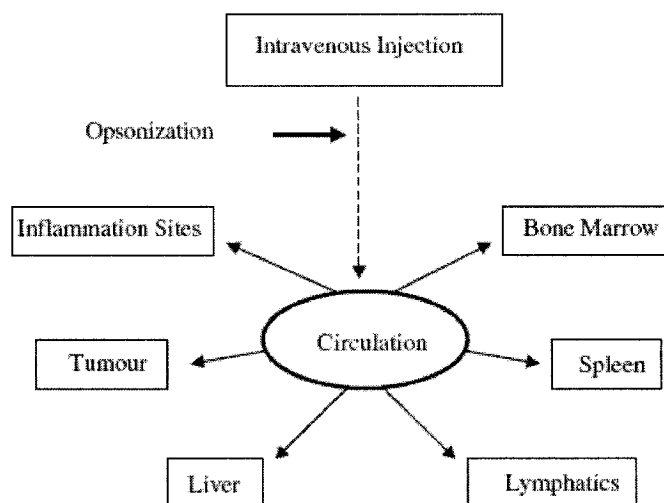 Intravenous Injection
Opsonization
Inflammation Sites
Bone Marrow
Circulation
Tumour
Spleen
Liver
Lymphatics